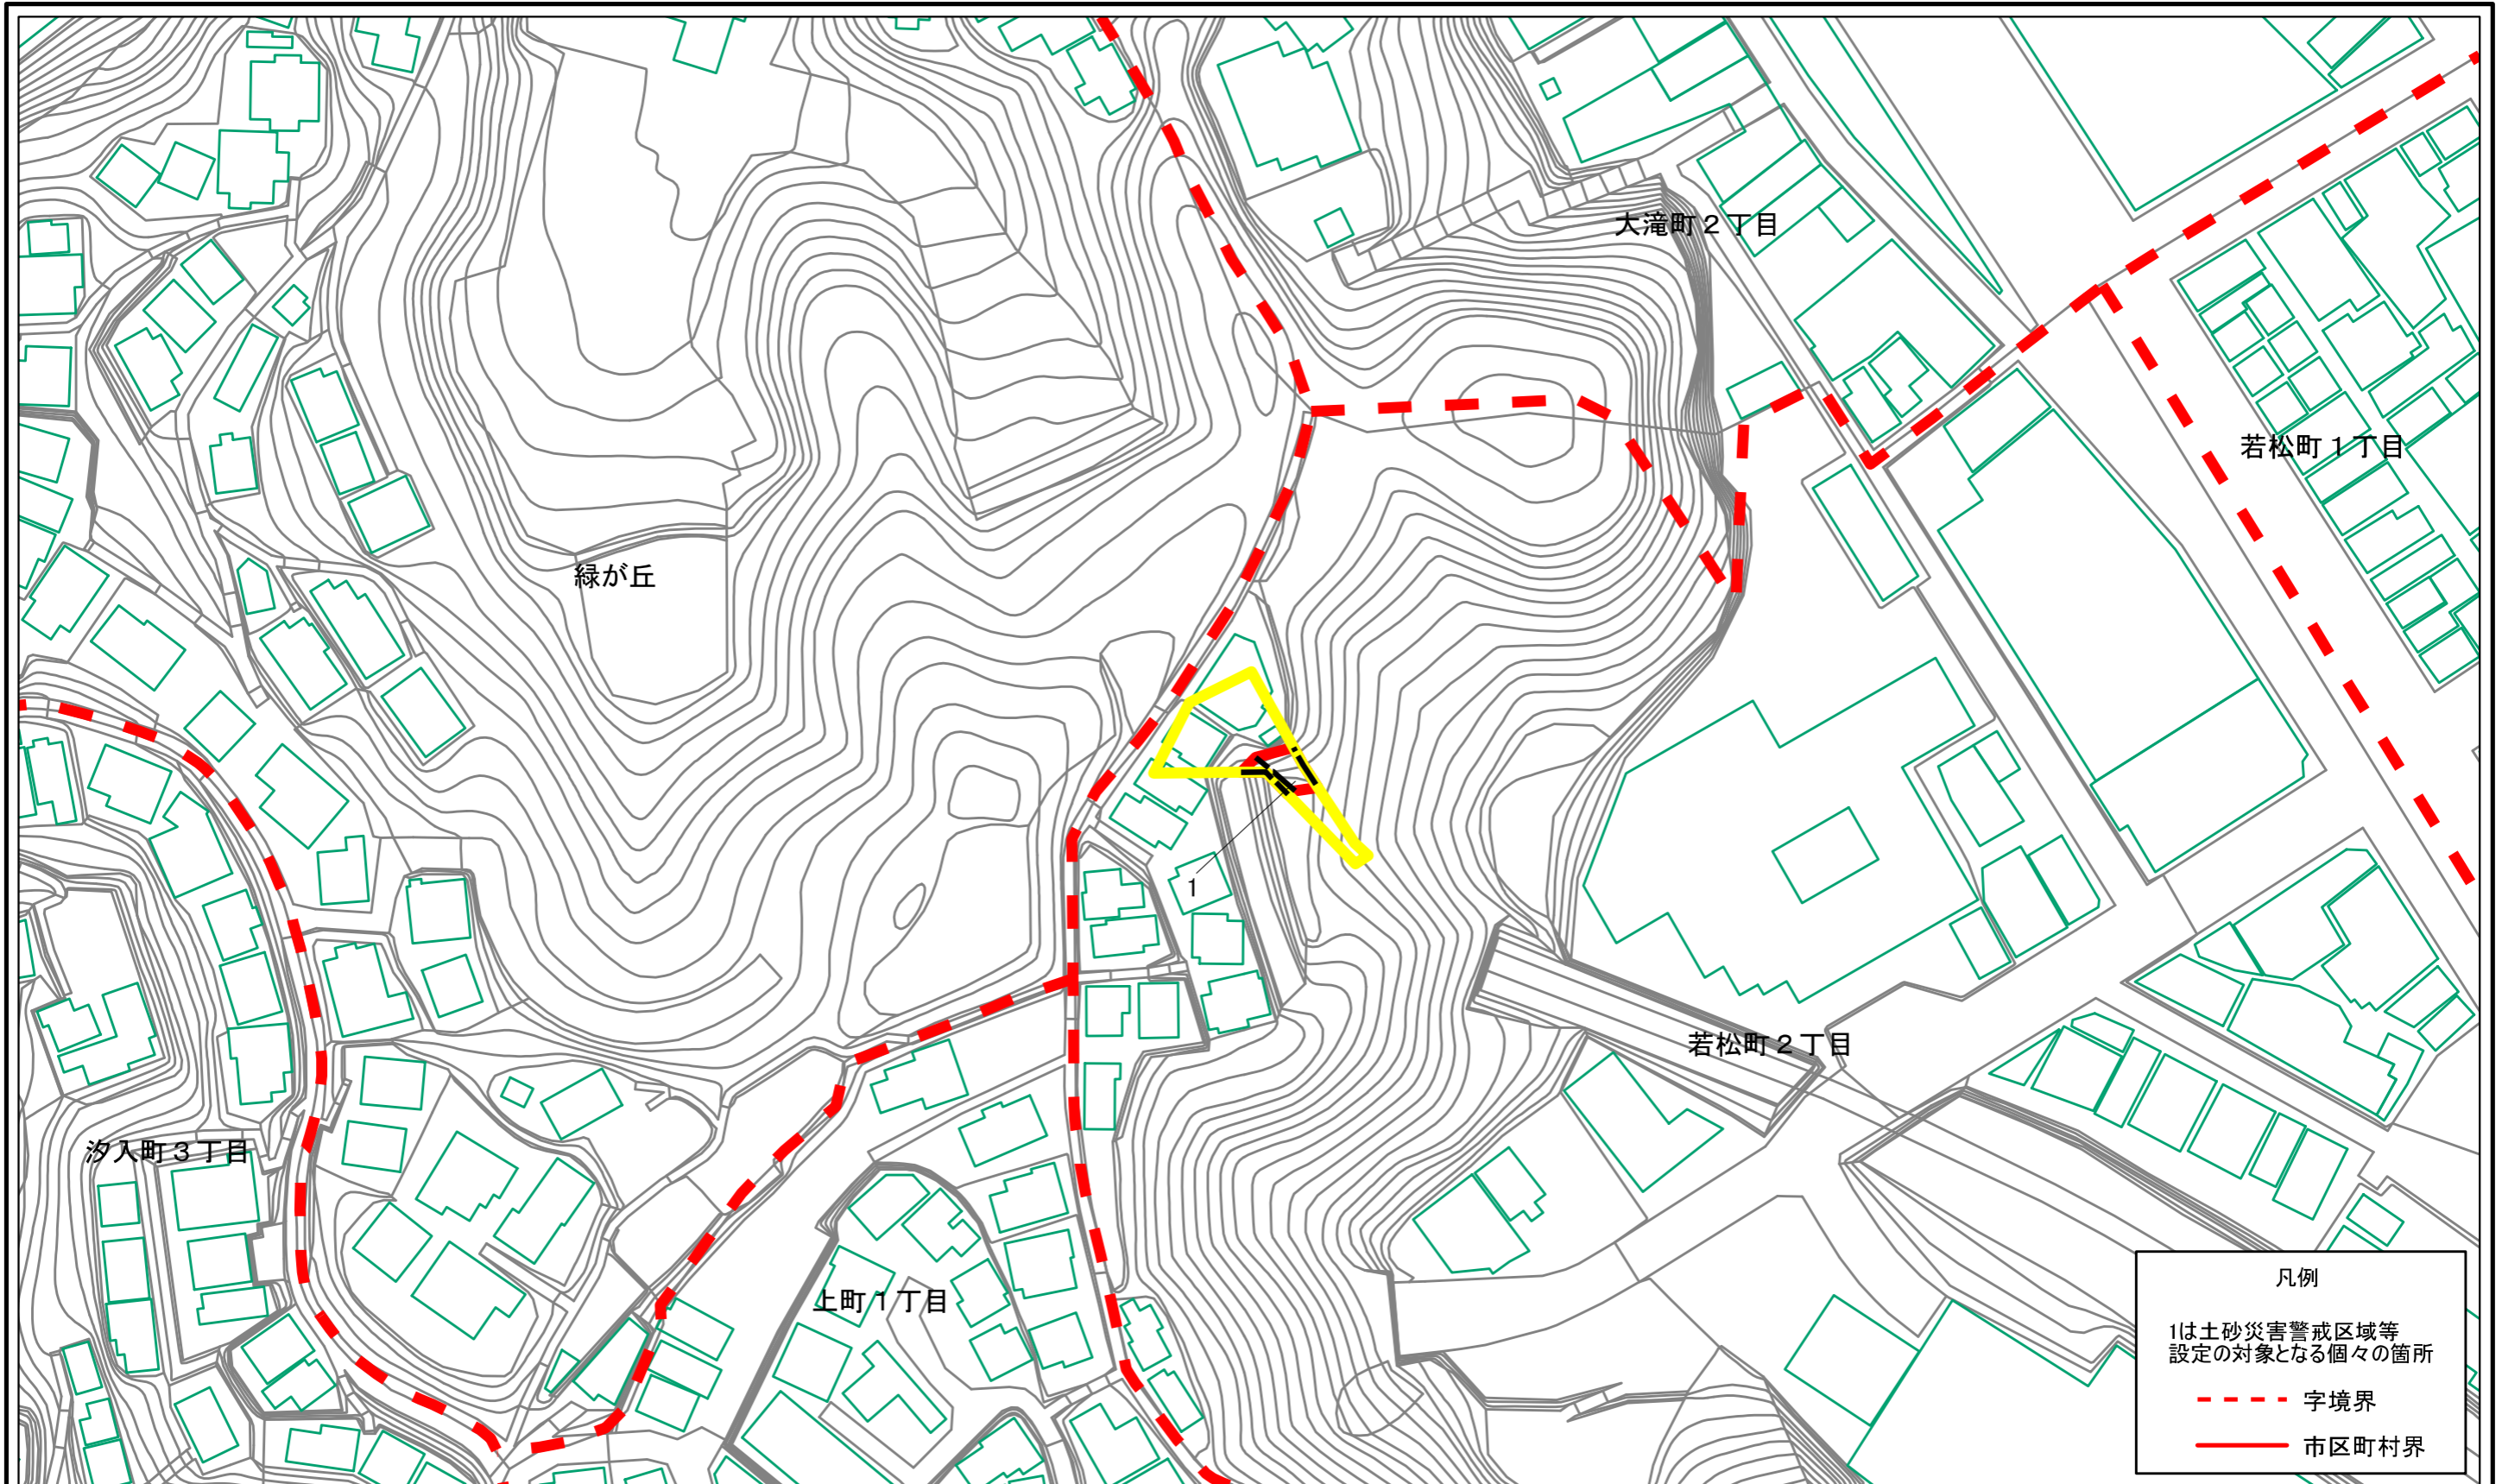 大滝町２丁目
若松町１丁目
緑が丘
1
若松町２丁目
汐入町３丁目
上町１丁目
凡例
1は土砂災害警戒区域等
設定の対象となる個々の箇所
字境界
市区町村界